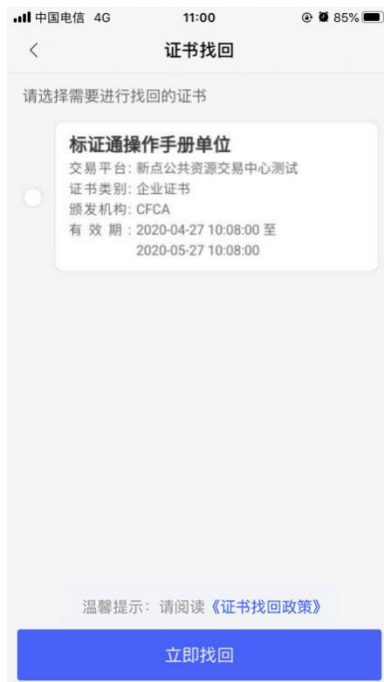 中国电信 4G 11:00 85%
证书找回
请选择需要进行找回的证书
标证通操作手册单位
交易平台: 新点公共资源交易中心测试
证书类别: 企业证书
颁发机构: CFCA
有 效 期 : 2020-04-27 10:08:00 至
2020-05-27 10:08:00
温馨提示：请阅读《证书找回政策》
立即找回